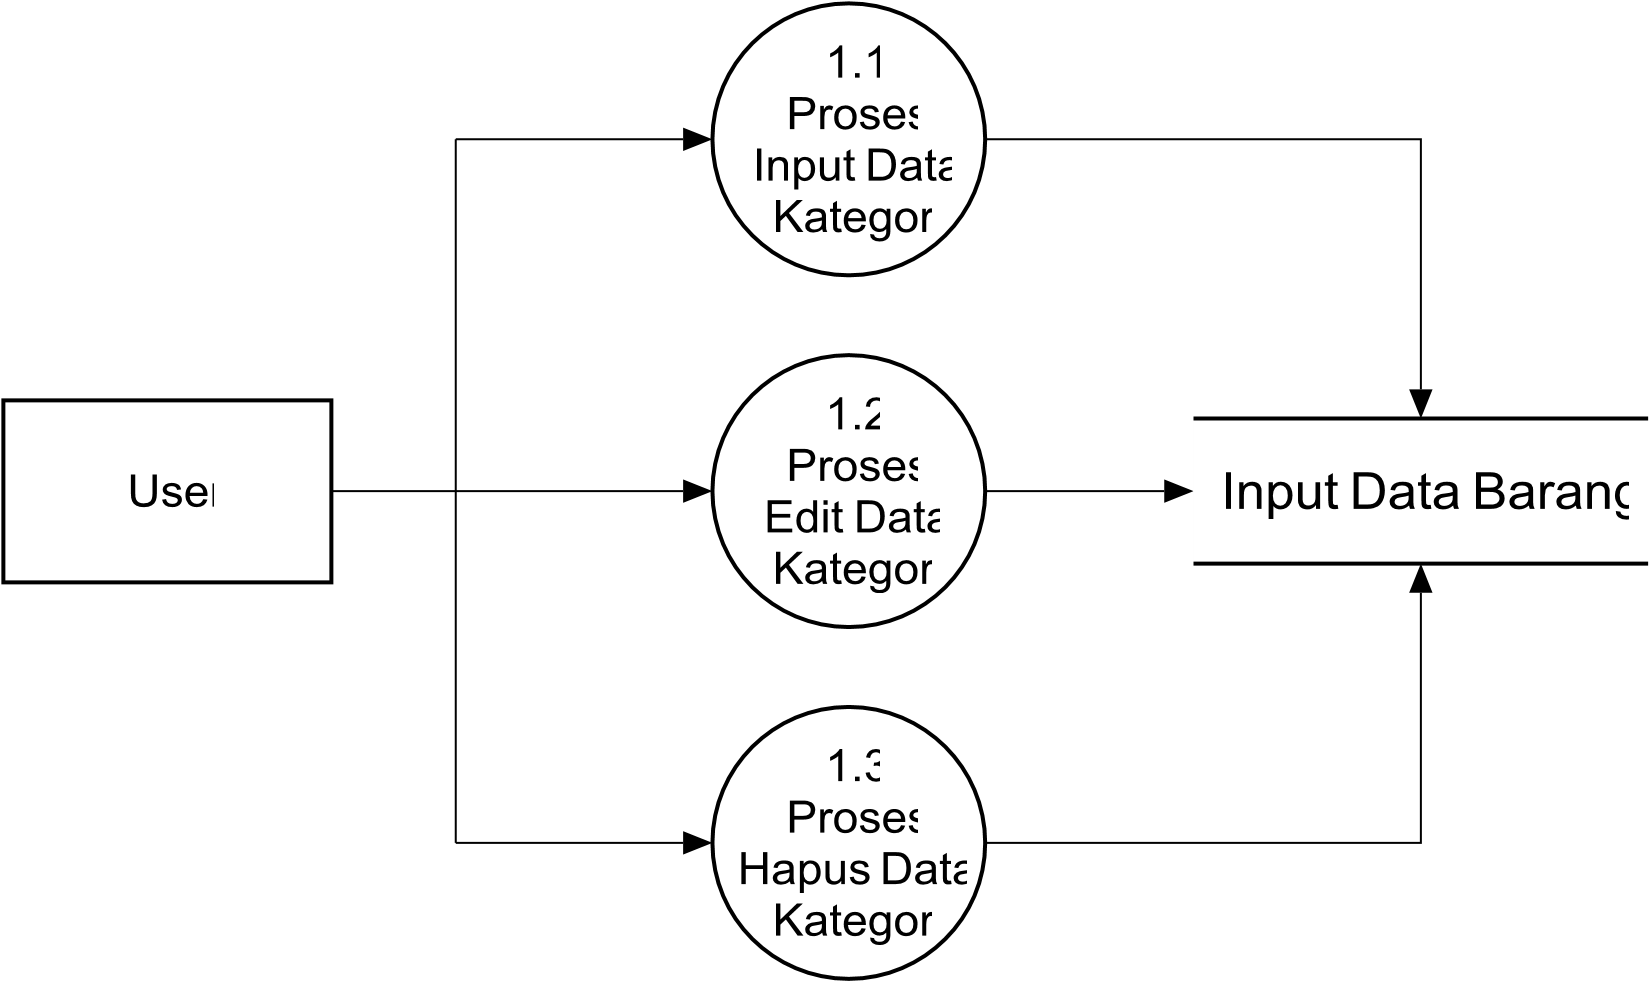 User
1.1
Proses
Input Data
Kategor
1.2
Proses
Edit Data
Kategor
1.3
Proses
Hapus Data
Kategor
Input Data Barang